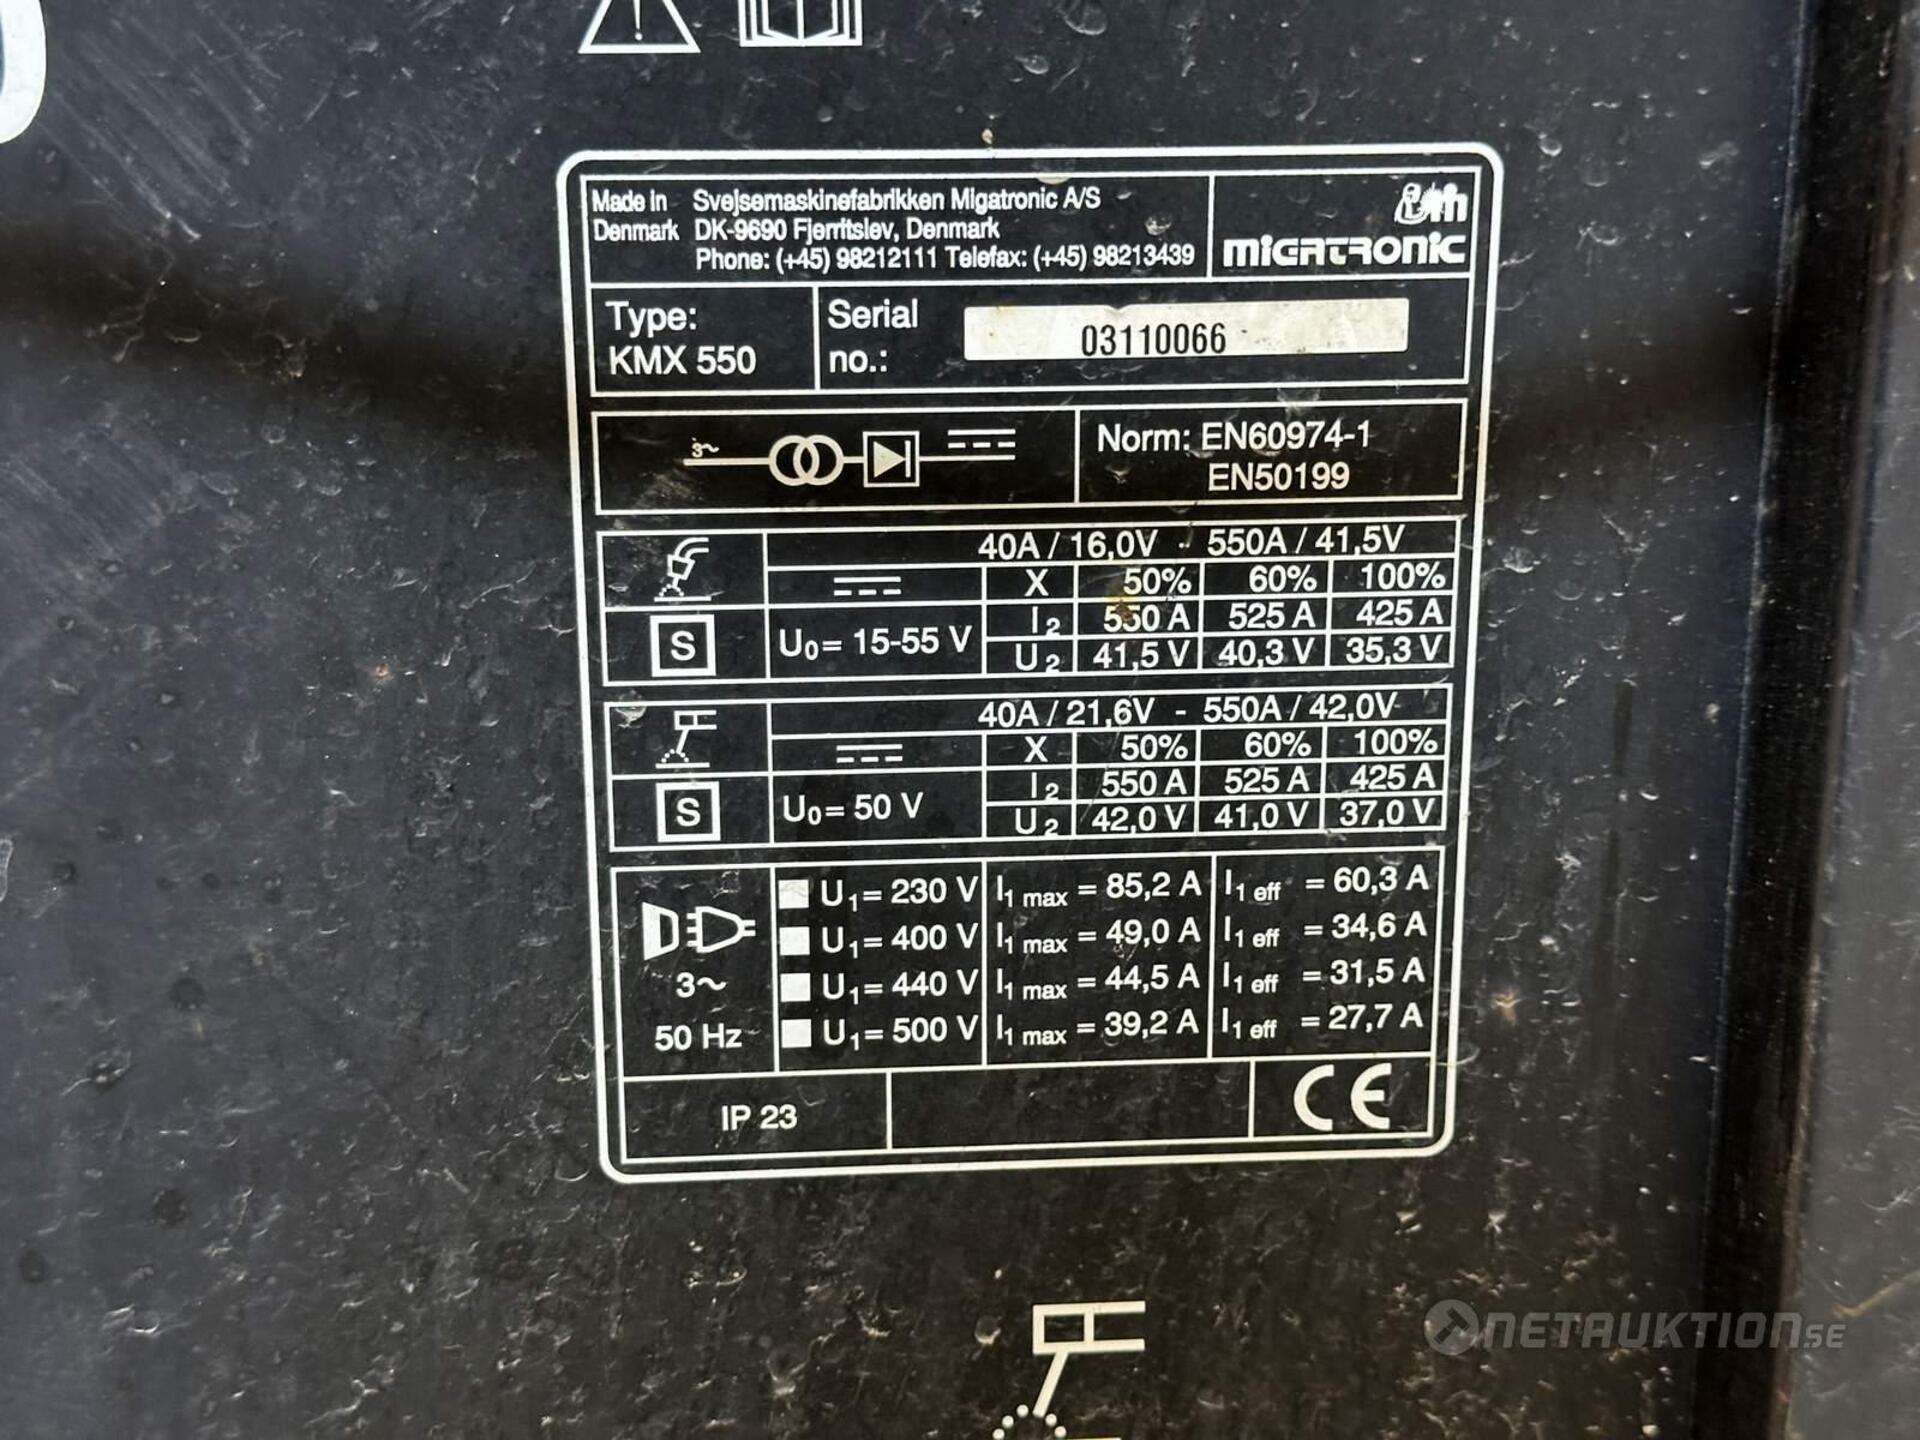 Made in Svejsemaskinefabrikken Migatronic A/S
Denmark DK-9690 Fjerritslev, Denmark
Phone: (+45) 98212111 Telefax: (+45) 98213439
MIGATRONIC
Type: KMX 550
Serial no.: 03110066
3~
Norm: EN60974-1
EN50199
40A / 16,0V - 550A / 41,5V
X 50% 60% 100%
I2 550 A 525 A 425 A
S U0= 15-55 V U2 41,5 V 40,3 V 35,3 V
40A / 21,6V - 550A / 42,0V
X 50% 60% 100%
I2 550 A 525 A 425 A
S U0= 50 V U2 42,0 V 41,0 V 37,0 V
U1= 230 V I1 max = 85,2 A I1 eff = 60,3 A
U1= 400 V I1 max = 49,0 A I1 eff = 34,6 A
3~ U1= 440 V I1 max = 44,5 A I1 eff = 31,5 A
50 Hz U1= 500 V I1 max = 39,2 A I1 eff = 27,7 A
IP 23 CE
NETAUKTION.SE